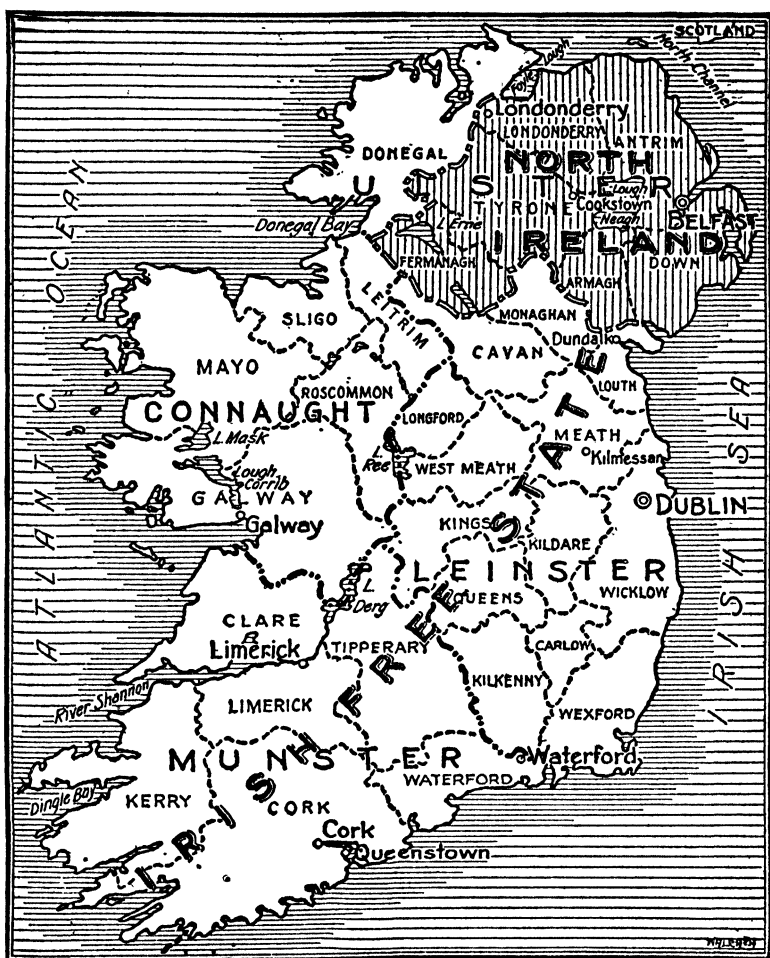 SCOTLAND
North Channel
Lough
Foyle
Londonderry
LONDONDERRY
ANTRIM
NORTH
DONEGAL
ULSTER
Lough
Neagh
Cookstown
TYRONE
BELFAST
Donegal Bay
L. Erne
IRELAND
FERMANAGH
DOWN
ARMAGH
ATLANTIC OCEAN
LEITRIM
MONAGHAN
SLIGO
Dundalk
CAVAN
MAYO
LOUTH
ROSCOMMON
CONNAUGHT
LONGFORD
L. Mask
MEATH
L.
Ree
WEST MEATH
Kilmessan
Lough
Corrib
GALWAY
Galway
DUBLIN
KINGS
KILDARE
IRISH SEA
LEINSTER
L.
Derg
QUEENS
WICKLOW
CLARE
Limerick
TIPPERARY
CARLOW
KILKENNY
River Shannon
LIMERICK
WEXFORD
MUNSTER
Waterford
WATERFORD
Dingle Bay
KERRY
CORK
IRISH FREE STATE
Cork
Queenstown